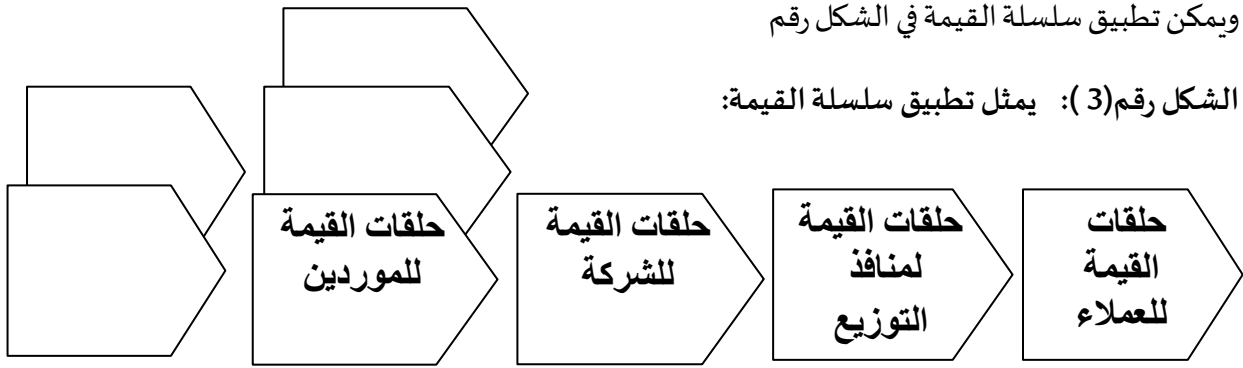 ويمكن تطبيق سلسلة القيمة في الشكل رقم
الشكل رقم(3 ): يمثل تطبيق سلسلة القيمة:
حلقات القيمة
للموردين
حلقات القيمة
للشركة
حلقات القيمة
لمنافذ
التوزيع
حلقات
القيمة
للعملاء